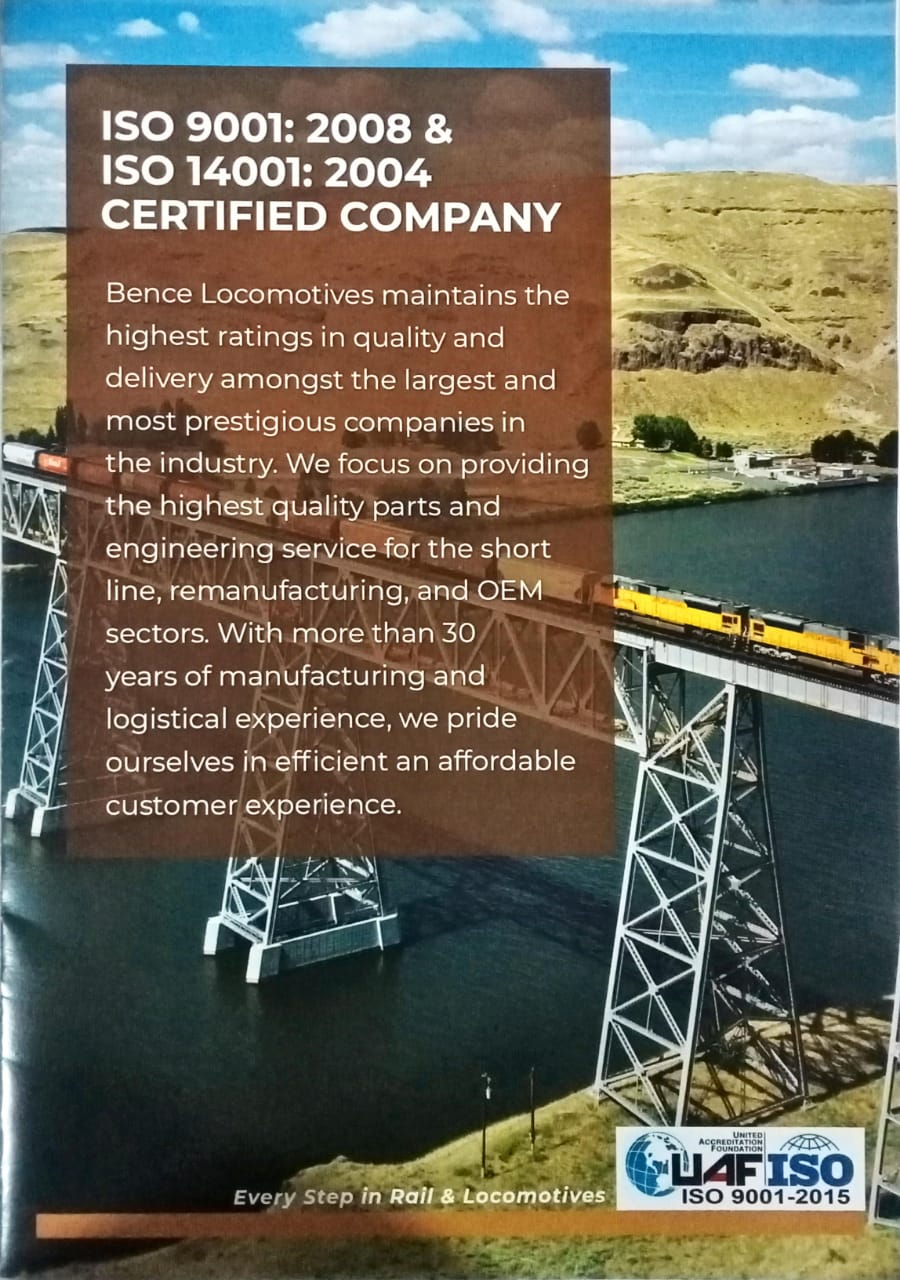 ISO 9001: 2008 &
ISO 14001: 2004
CERTIFIED COMPANY
Bence Locomotives maintains the
highest ratings in quality and
delivery amongst the largest and
most prestigious companies in
the industry. We focus on providing
the highest quality parts and
engineering service for the short
line, remanufacturing, and OEM
sectors. With more than 30
years of manufacturing and
logistical experience, we pride
ourselves in efficient an affordable
customer experience.
Every Step in Rail & Locomotives
UNITED
ACCREDITATION
FOUNDATION
UAF ISO
ISO 9001-2015